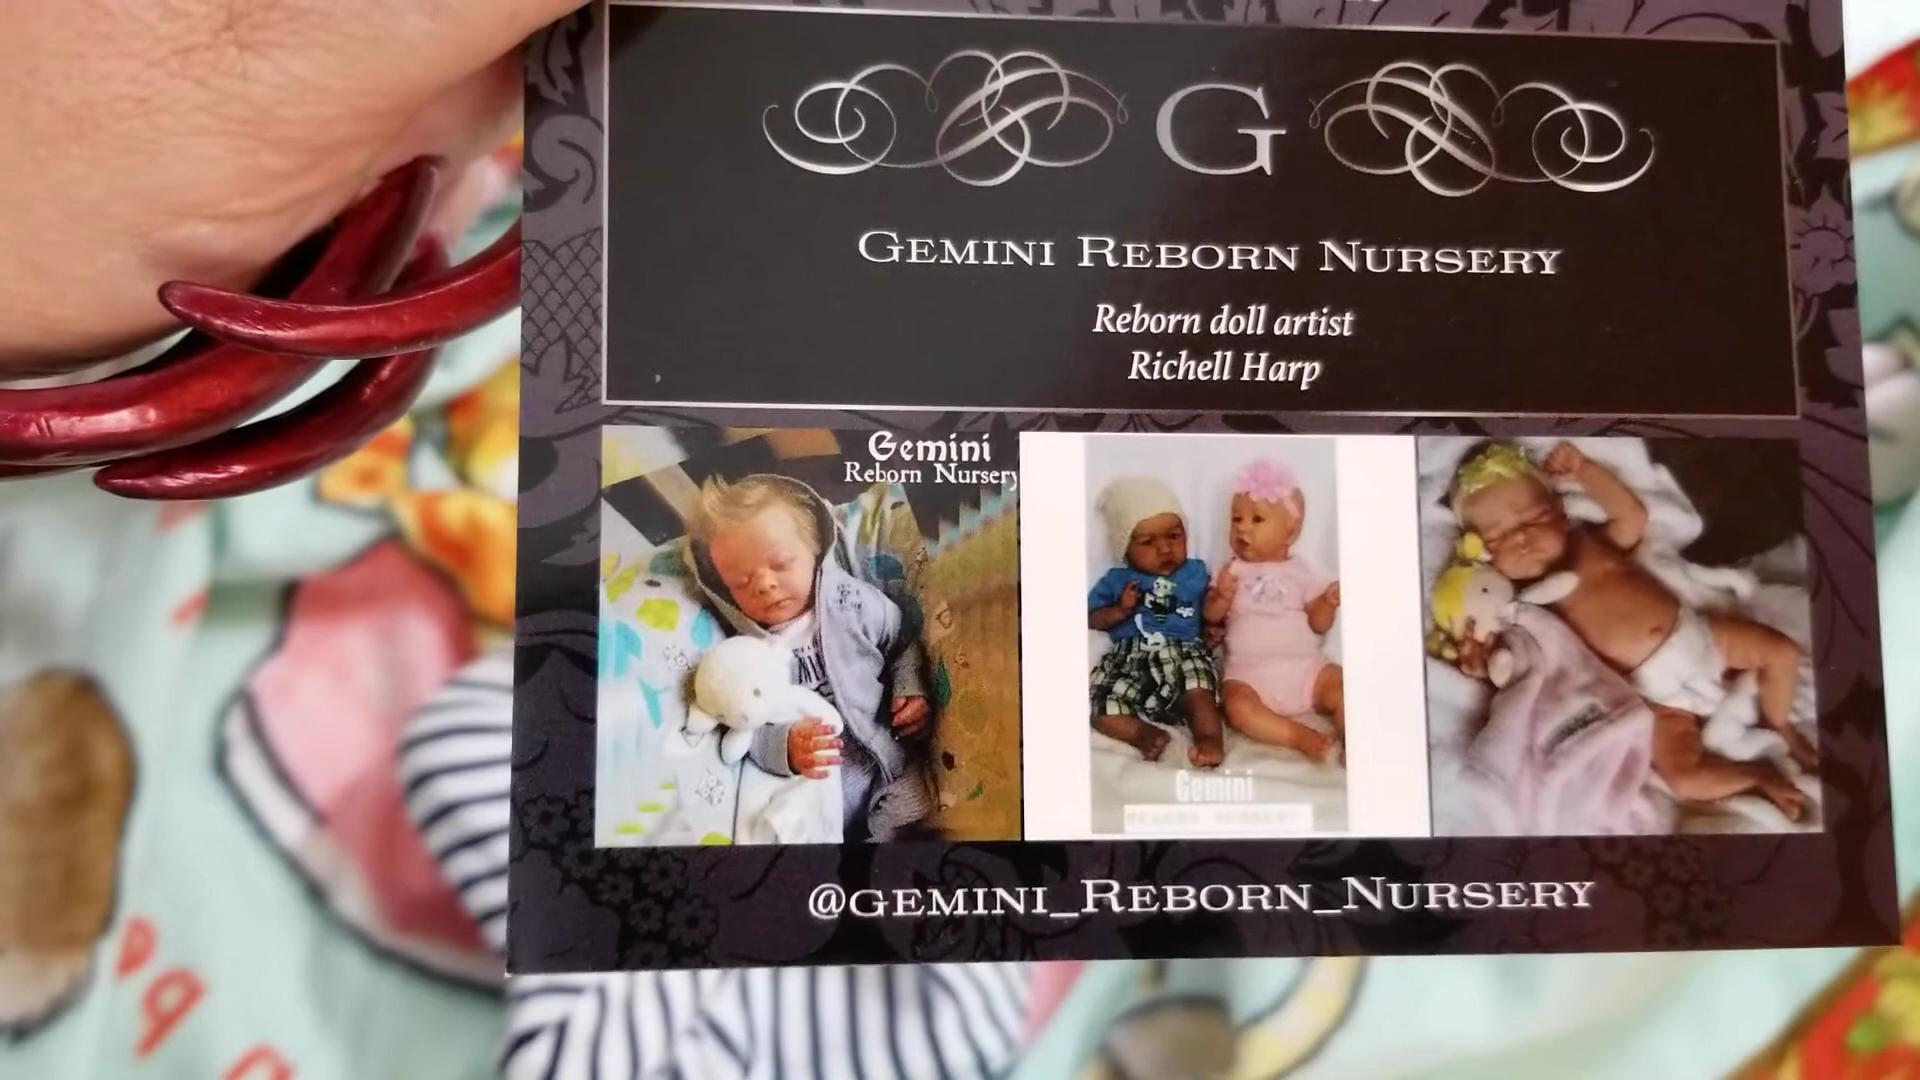 G
GEMINI REBORN NURSERY
Reborn doll artist
Richell Harp
Gemini
Reborn Nursery
Gemini
@GEMINI_REBORN_NURSERY